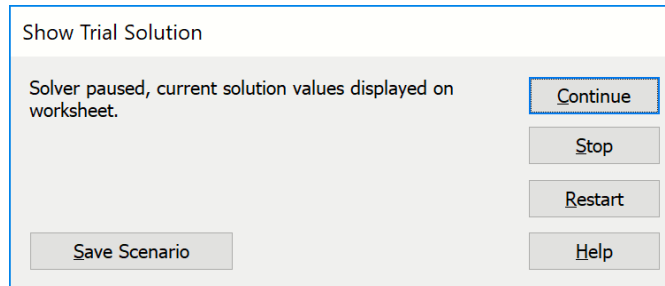 Show Trial Solution
Solver paused, current solution values displayed on
worksheet.
Continue
Stop
Restart
Save Scenario
Help